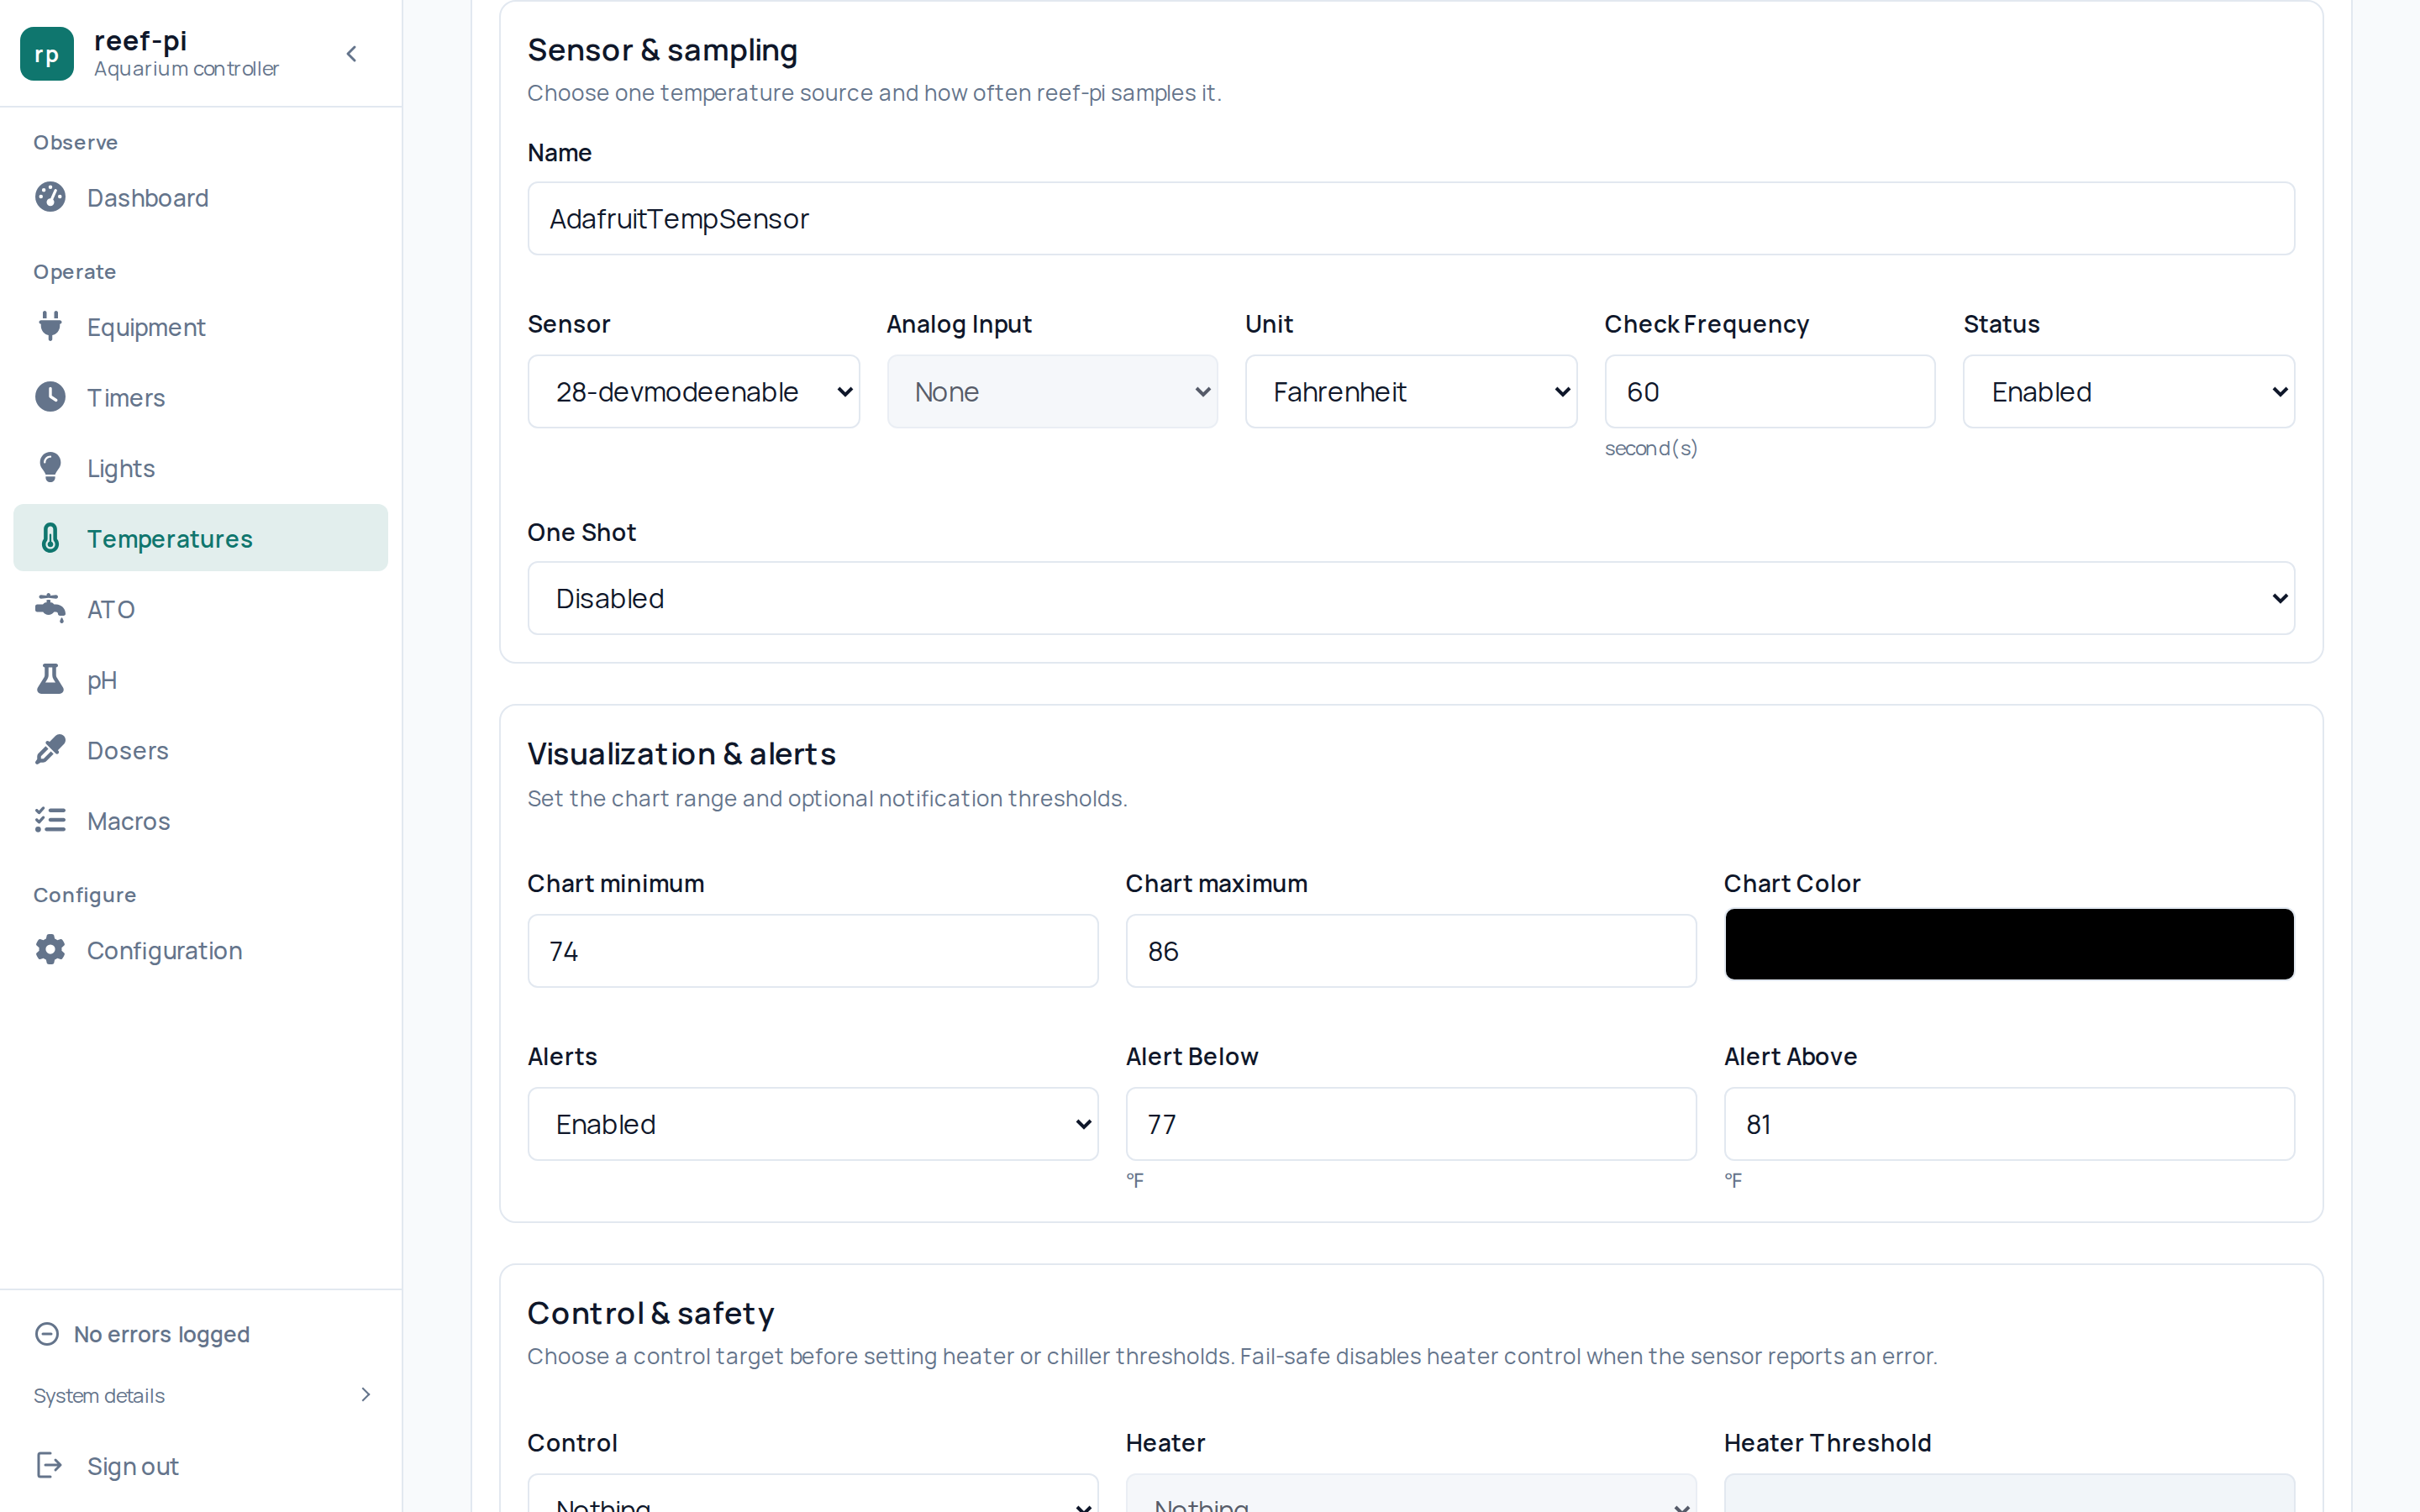 rp
reef-pi
Aquarium controller
Observe
Dashboard
Operate
Equipment
Timers
Lights
Temperatures
ATO
pH
Dosers
Macros
Configure
Configuration
No errors logged
System details
Sign out
Sensor & sampling
Choose one temperature source and how often reef-pi samples it.
Name
AdafruitTempSensor
Sensor Analog Input Unit Check Frequency Status
28-devmodeenable None Fahrenheit 60 Enabled
second(s)
One Shot
Disabled
Visualization & alerts
Set the chart range and optional notification thresholds.
Chart minimum Chart maximum Chart Color
74 86
Alerts Alert Below Alert Above
Enabled 77 81
°F °F
Control & safety
Choose a control target before setting heater or chiller thresholds. Fail-safe disables heater control when the sensor reports an error.
Control Heater Heater Threshold
Nothing Nothing